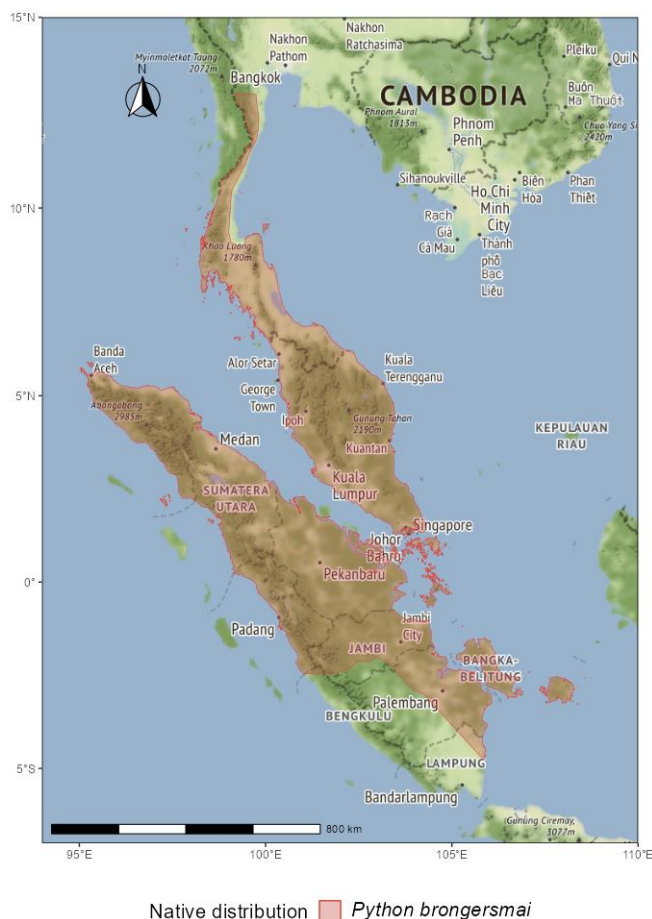 15°N
10°N
5°N
0°
5°S
95°E
100°E
105°E
110°E
N
Myinmoletkat Taung
2072m
Nakhon
Pathom
Bangkok
Nakhon
Ratchasima
Pleiku
Qui N
Buôn
Ma Thuột
Chuo Yang Si
2420m
CAMBODIA
Phnom Aural
1813m
Phnom
Penh
Sihanoukville
Ho Chi
Minh
City
Biên
Hòa
Phan
Thiết
Rạch
Giá
Cà Mau
Thành
phố
Bạc
Liêu
Khao Luang
1780m
Banda
Aceh
Abongabong
2985m
Alor Setar
George
Town
Ipoh
Kuala
Terengganu
Gunung Tahan
2190m
Kuantan
KEPULAUAN
RIAU
Medan
SUMATERA
UTARA
Kuala
Lumpur
Singapore
Johor
Bahru
Pekanbaru
Padang
JAMBI
Jambi
City
BANGKA-
BELITUNG
Palembang
BENGKULU
LAMPUNG
Bandarlampung
Gunung Ciremay
3077m
800 km
Native distribution Python brongersmai